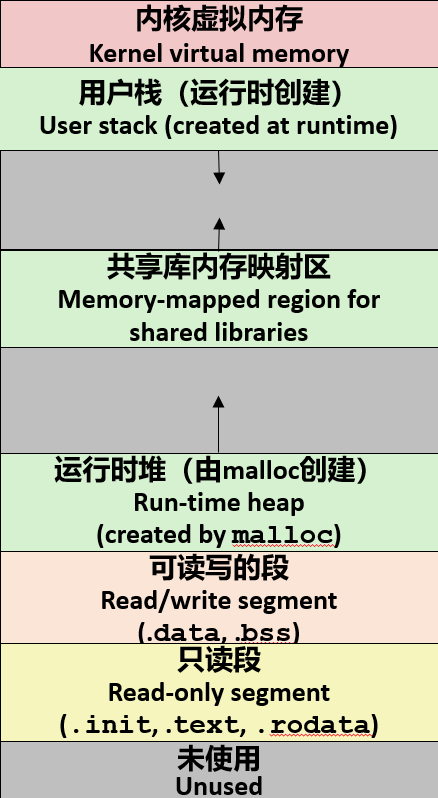 内核虚拟内存
Kernel virtual memory
用户栈（运行时创建）
User stack (created at runtime)
共享库内存映射区
Memory-mapped region for
shared libraries
运行时堆（由malloc创建）
Run-time heap
(created by malloc)
可读写的段
Read/write segment
(.data, .bss)
只读段
Read-only segment
(.init, .text, .rodata)
未使用
Unused